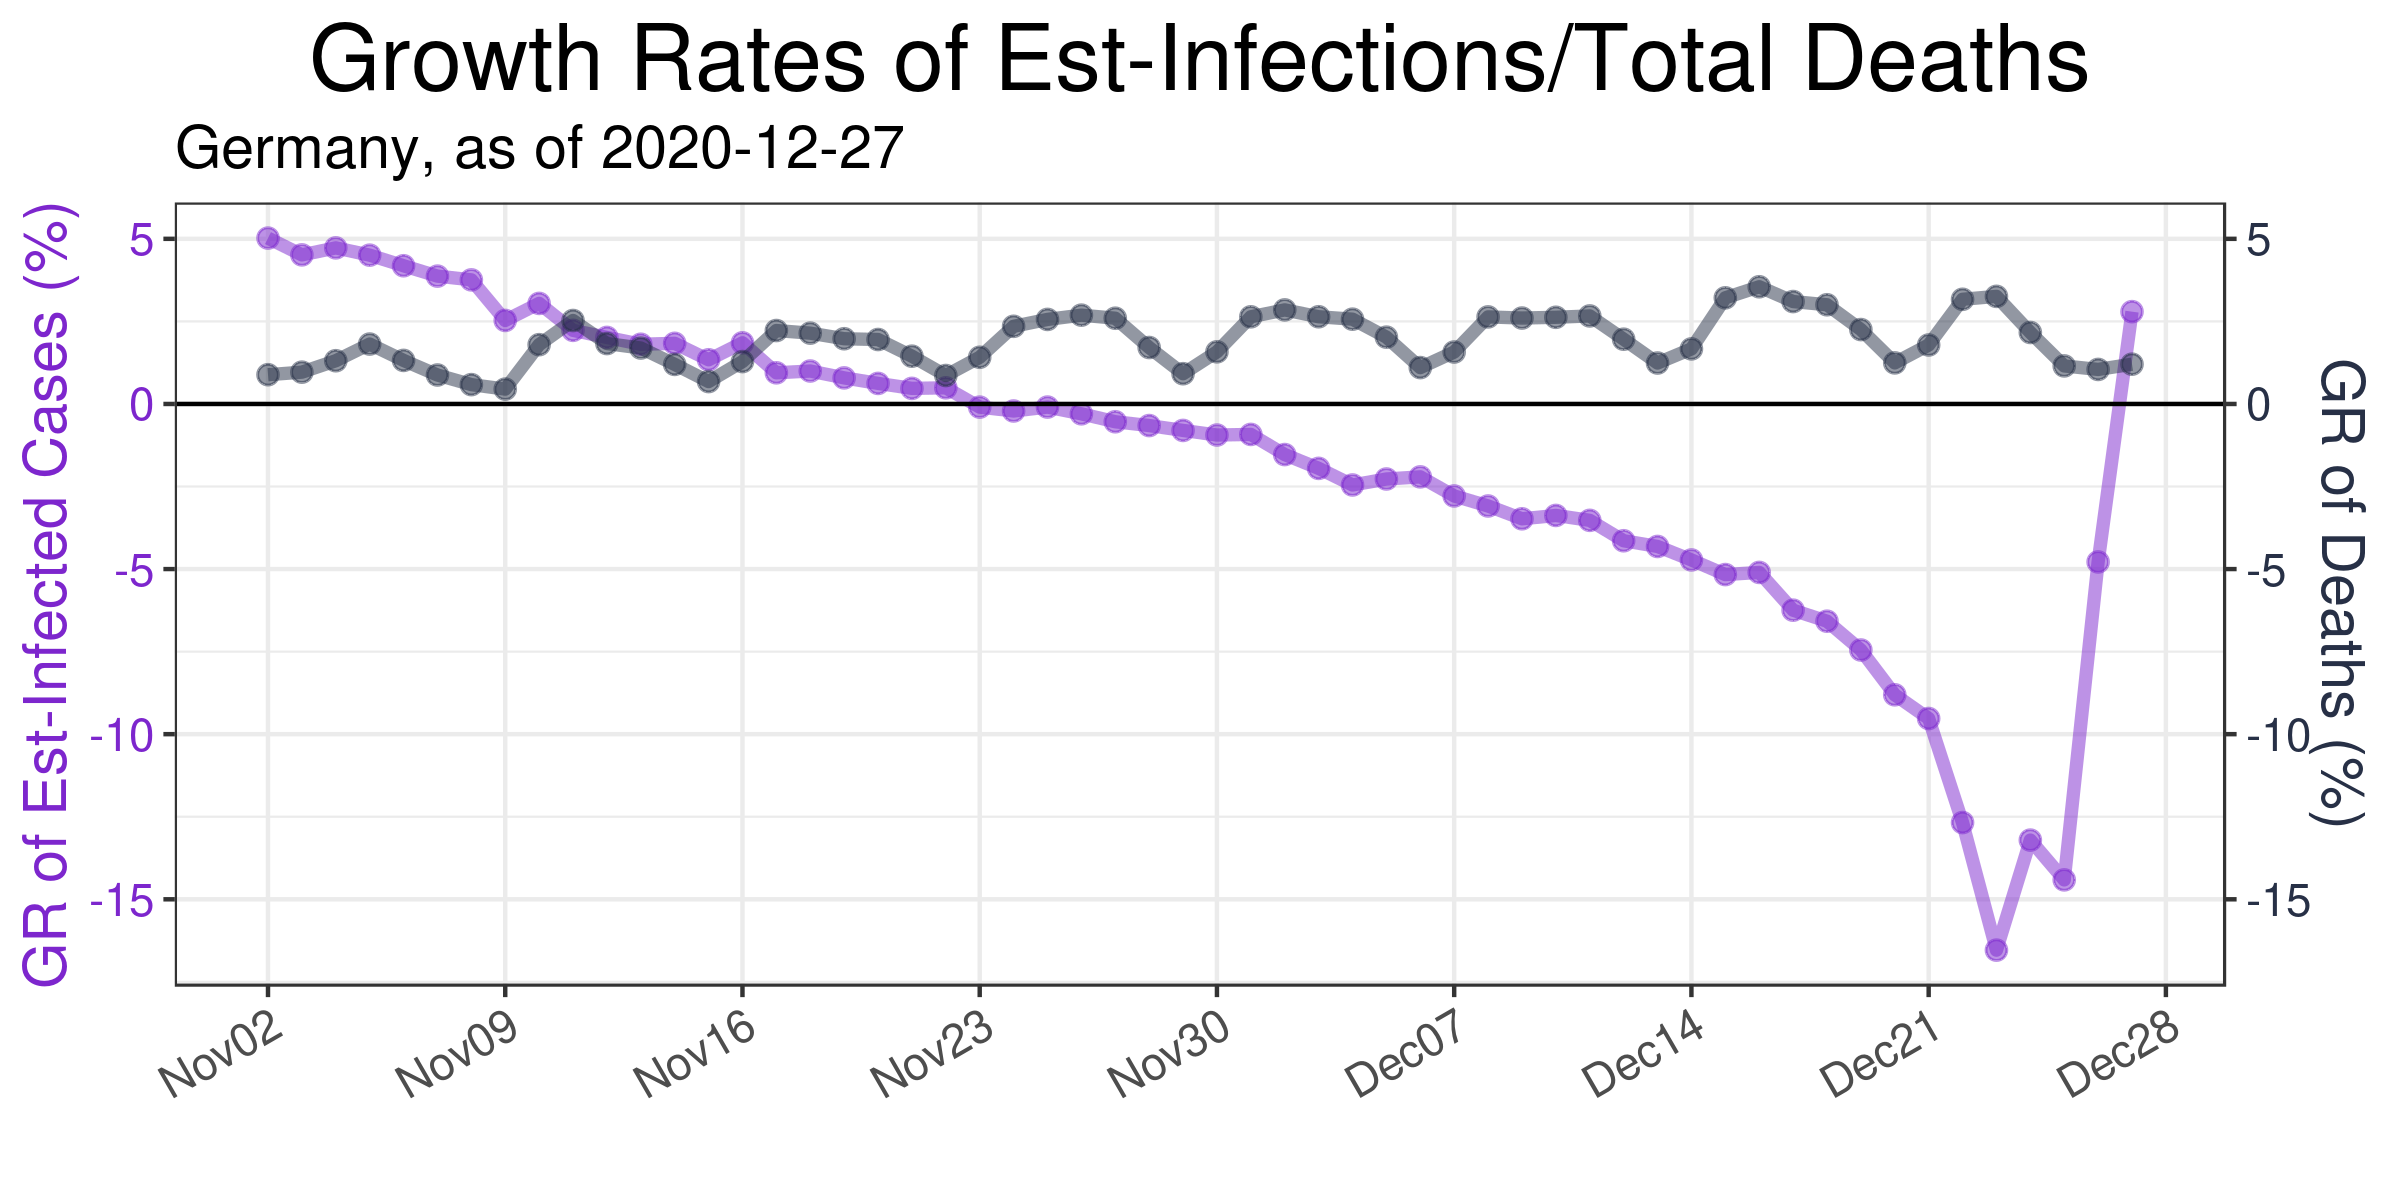 Growth Rates of Est-Infections/Total Deaths
Germany, as of 2020-12-27
GR of Est-Infected Cases (%)
5
0
-5
-10
-15
5
0
-5
-10
-15
GR of Deaths (%)
Nov02
Nov09
Nov16
Nov23
Nov30
Dec07
Dec14
Dec21
Dec28